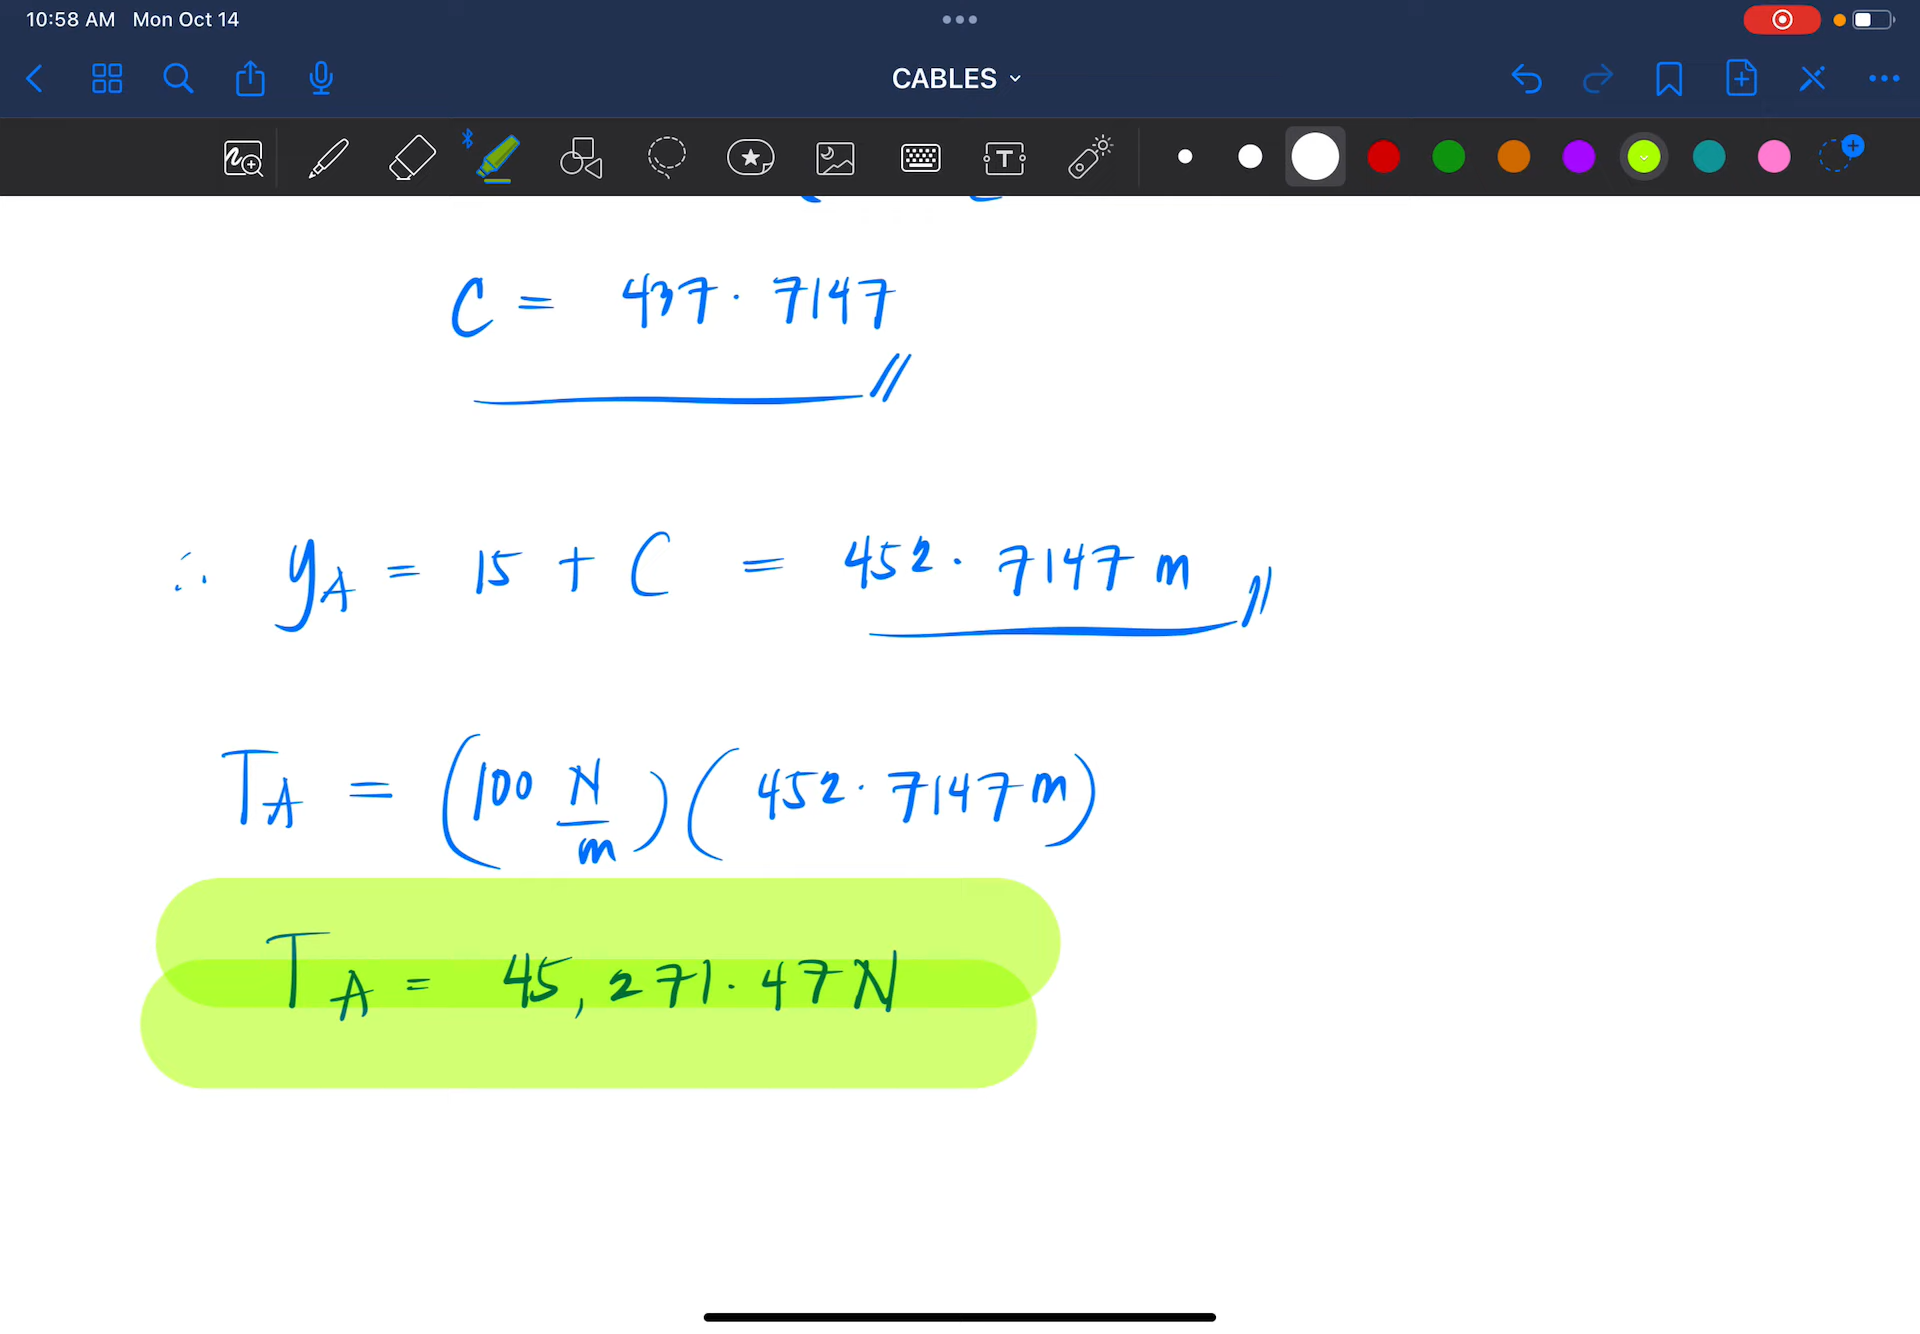 10:58 AM Mon Oct 14
CABLES
T
C = 437.7147
∴ yA = 15 + C = 452.7147 m
TA = (100 N/m)(452.7147 m)
TA = 45,271.47 N